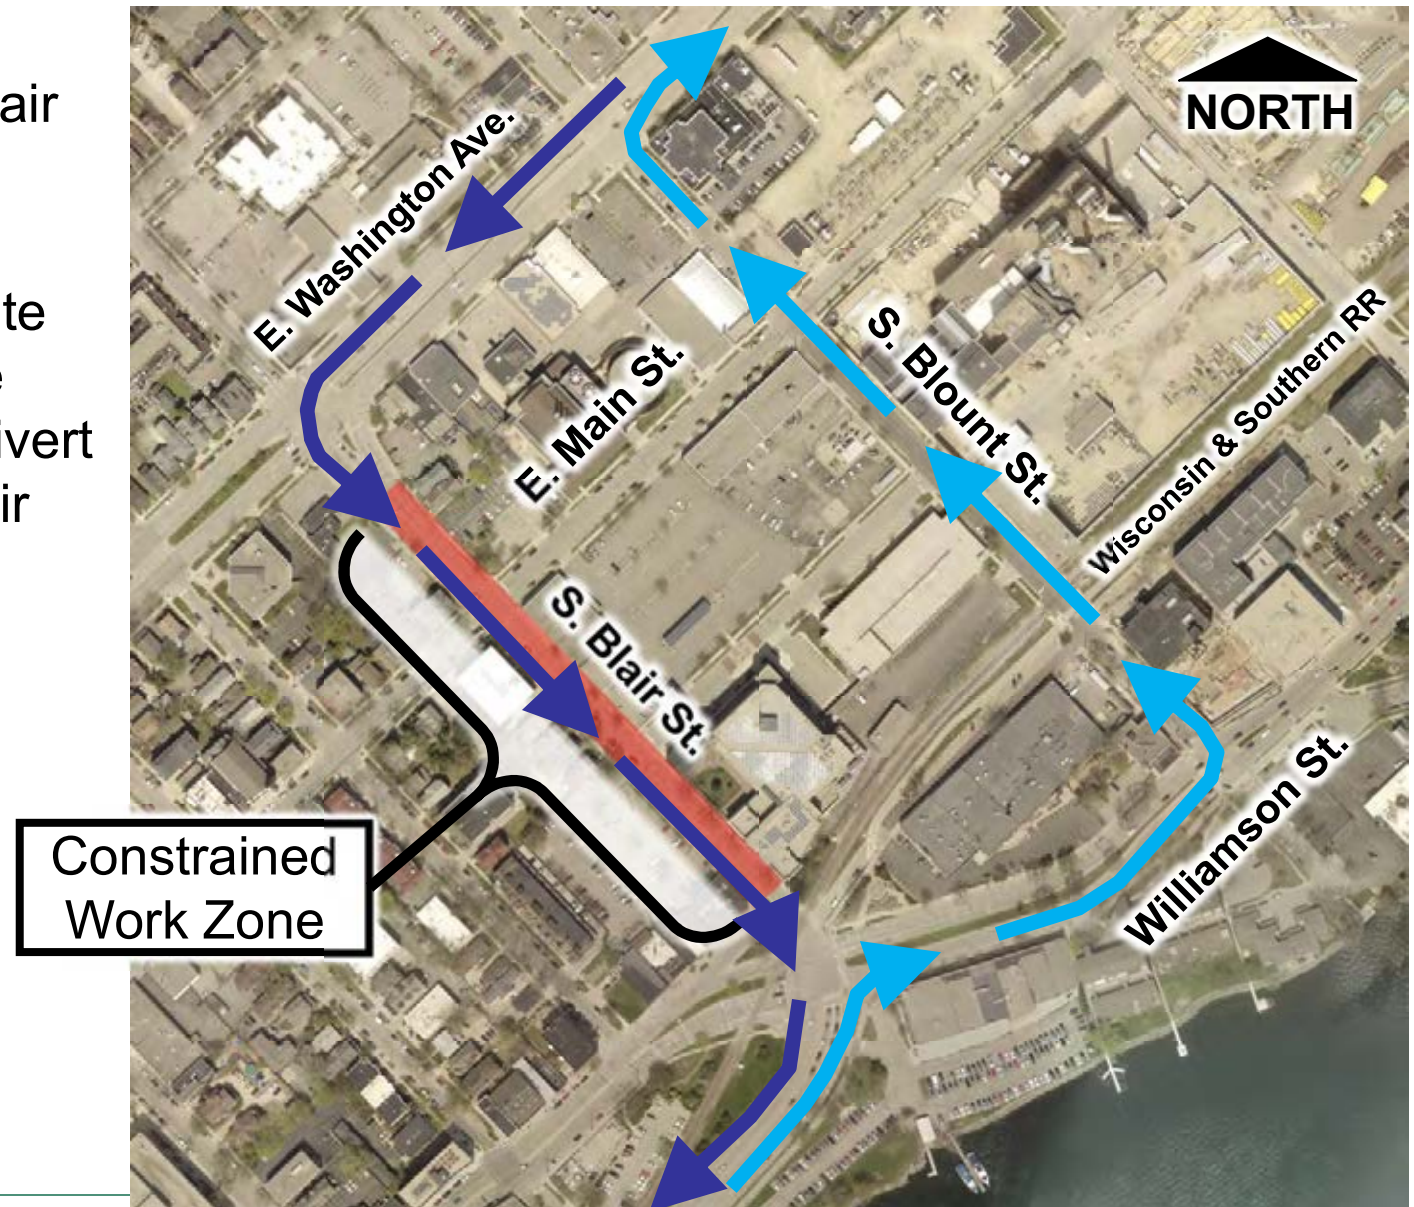 air
te
e
ivert
ir
NORTH
E. Washington Ave.
E. Main St.
S. Blount St.
Wisconsin & Southern RR
S. Blair St.
Williamson St.
Constrained
Work Zone